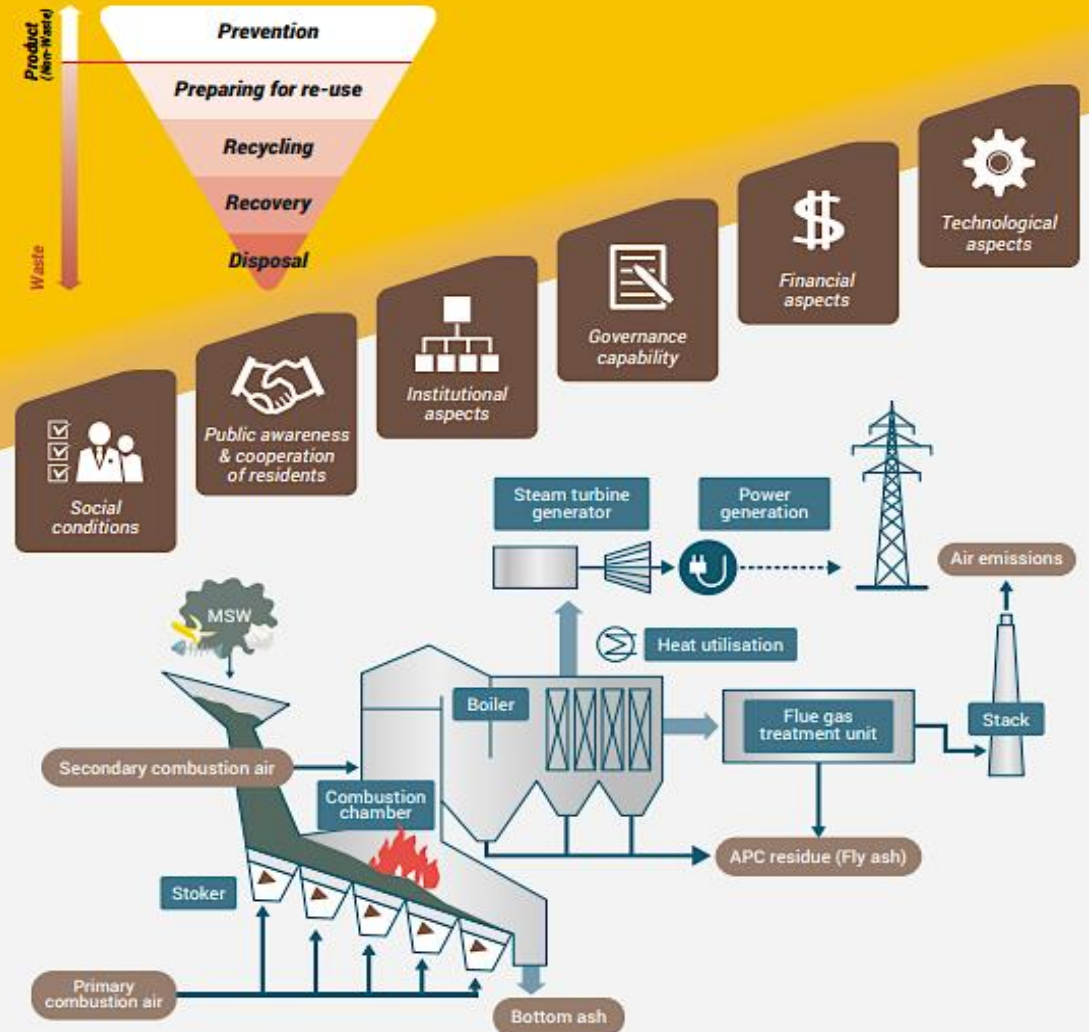 Product
(Non-Waste)
Waste
Prevention
Preparing for re-use
Recycling
Recovery
Disposal
Social
conditions
Public awareness
& cooperation
of residents
Institutional
aspects
Governance
capability
$
Financial
aspects
Technological
aspects
Steam turbine
generator
Power
generation
Air emissions
MSW
Heat utilisation
Boiler
Flue gas
treatment unit
Stack
Secondary combustion air
Combustion
chamber
APC residue (Fly ash)
Stoker
Primary
combustion air
Bottom ash